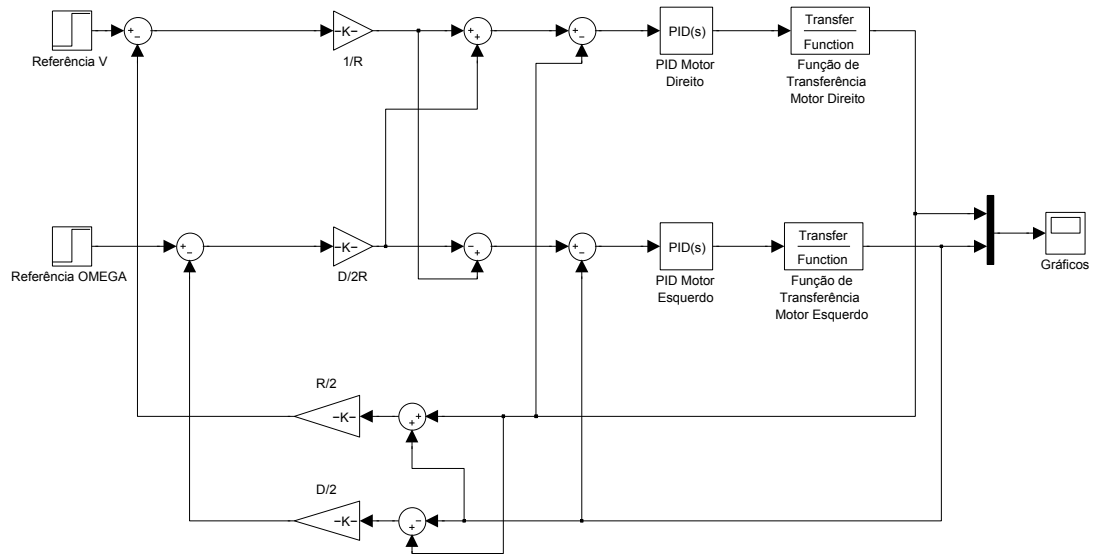 Referência V
-K-
1/R
PID(s)
PID Motor
Direito
Transfer
Function
Função de
Transferência
Motor Direito
Referência OMEGA
-K-
D/2R
PID(s)
PID Motor
Esquerdo
Transfer
Function
Função de
Transferência
Motor Esquerdo
Gráficos
R/2
-K-
D/2
-K-